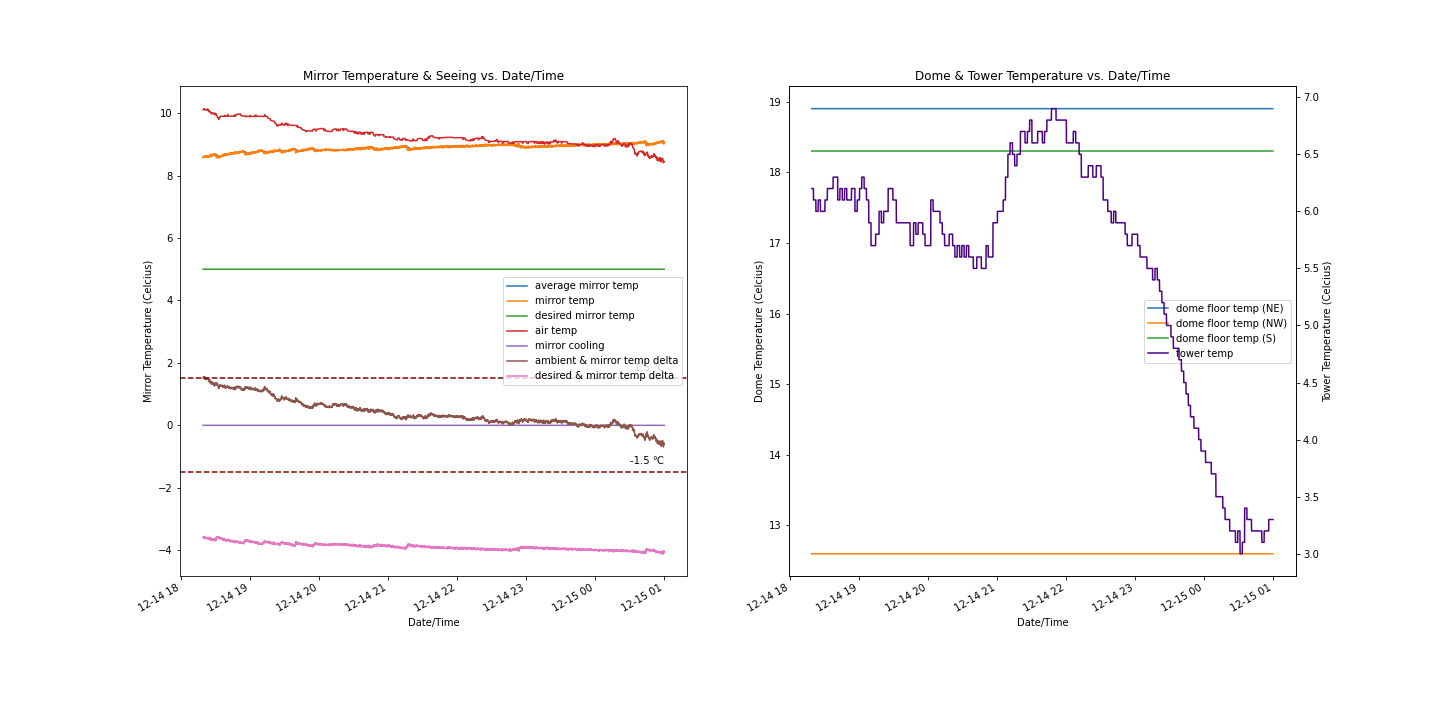 Mirror Temperature & Seeing vs. Date/Time
Mirror Temperature (Celcius)
10
8
6
4
2
0
−2
−4
average mirror temp
mirror temp
desired mirror temp
air temp
mirror cooling
ambient & mirror temp delta
desired & mirror temp delta
-1.5 ℃
12-14 18
12-14 19
12-14 20
12-14 21
12-14 22
12-14 23
12-15 00
12-15 01
Date/Time
Dome & Tower Temperature vs. Date/Time
Dome Temperature (Celcius)
19
18
17
16
15
14
13
dome floor temp (NE)
dome floor temp (NW)
dome floor temp (S)
tower temp
7.0
6.5
6.0
5.5
5.0
4.5
4.0
3.5
3.0
Tower Temperature (Celcius)
12-14 18
12-14 19
12-14 20
12-14 21
12-14 22
12-14 23
12-15 00
12-15 01
Date/Time